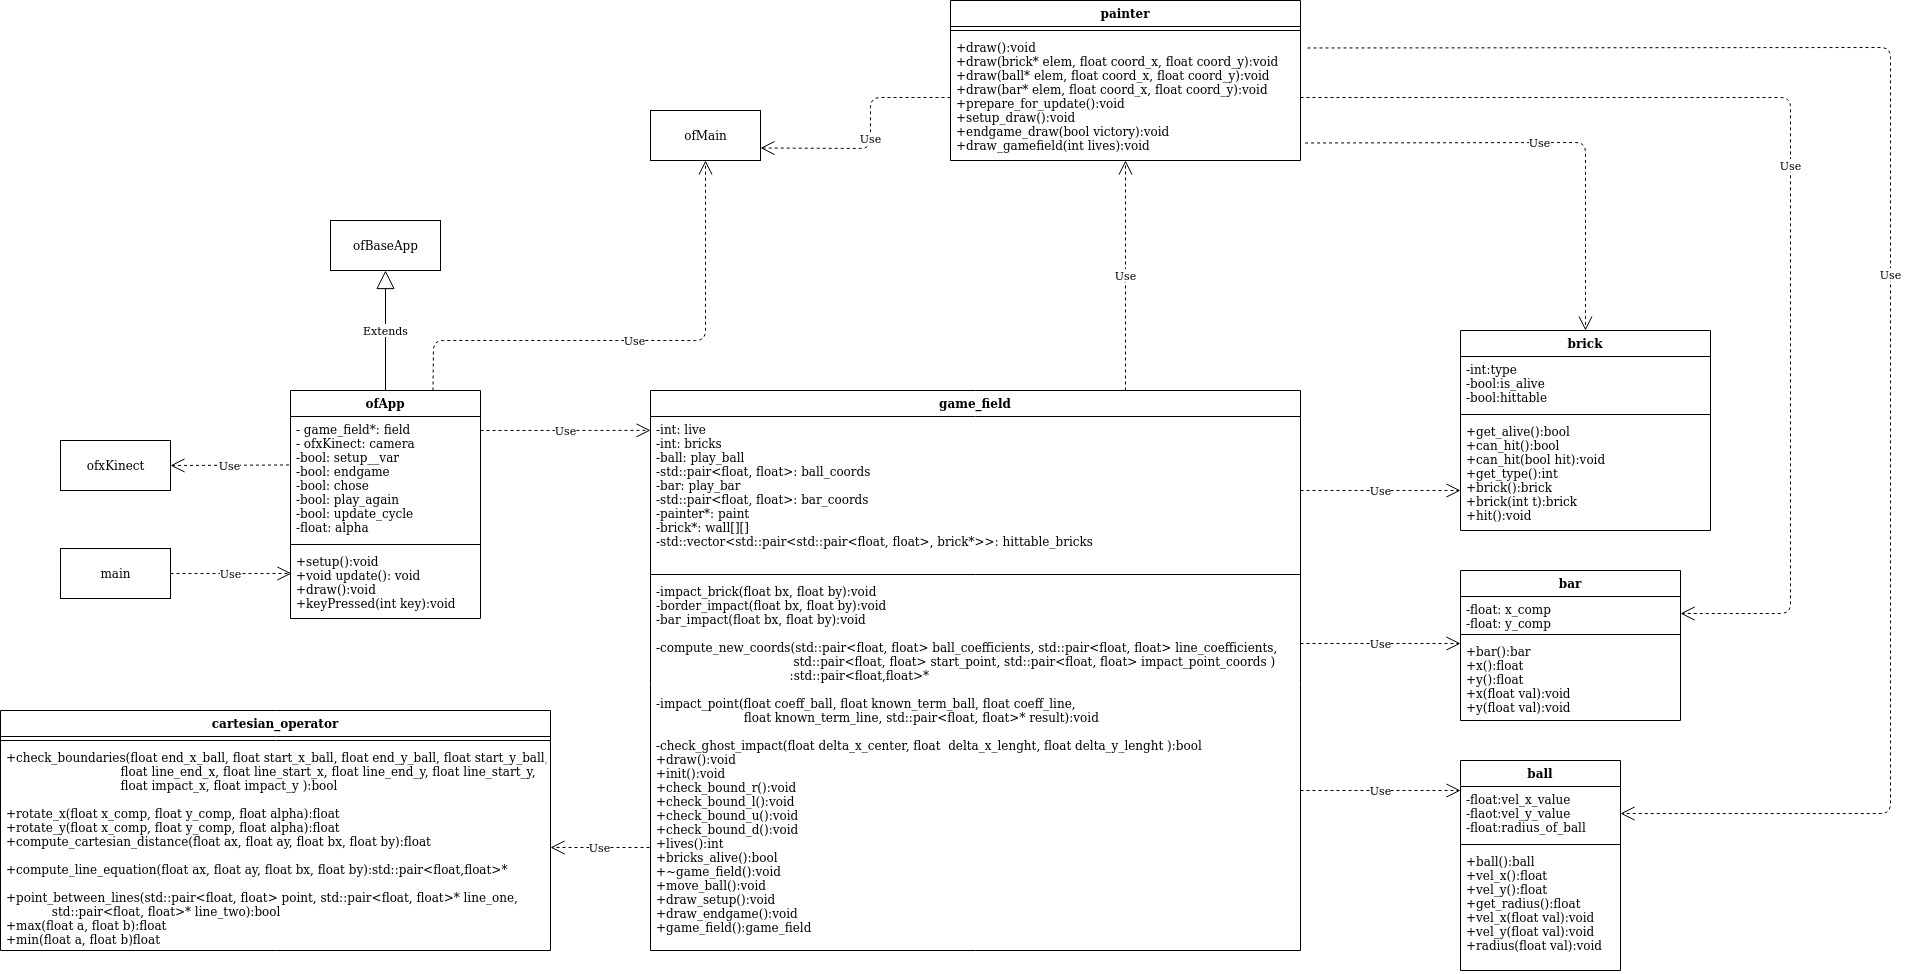 painter
+draw():void
+draw(brick* elem, float coord_x, float coord_y):void
+draw(ball* elem, float coord_x, float coord_y):void
+draw(bar* elem, float coord_x, float coord_y):void
+prepare_for_update():void
+setup_draw():void
+endgame_draw(bool victory):void
+draw_gamefield(int lives):void
ofMain
Use
Use
Use
ofBaseApp
Extends
Use
Use
Use
ofApp
- game_field*: field
- ofxKinect: camera
-bool: setup__var
-bool: endgame
-bool: chose
-bool: play_again
-bool: update_cycle
-float: alpha
+setup():void
+void update(): void
+draw():void
+keyPressed(int key):void
ofxKinect
Use
main
Use
Use
game_field
-int: live
-int: bricks
-ball: play_ball
-std::pair<float, float>: ball_coords
-bar: play_bar
-std::pair<float, float>: bar_coords
-painter*: paint
-brick*: wall[][]
-std::vector<std::pair<std::pair<float, float>, brick*>>: hittable_bricks
-impact_brick(float bx, float by):void
-border_impact(float bx, float by):void
-bar_impact(float bx, float by):void
-compute_new_coords(std::pair<float, float> ball_coefficients, std::pair<float, float> line_coefficients,
std::pair<float, float> start_point, std::pair<float, float> impact_point_coords )
:std::pair<float,float>*
-impact_point(float coeff_ball, float known_term_ball, float coeff_line,
float known_term_line, std::pair<float, float>* result):void
-check_ghost_impact(float delta_x_center, float  delta_x_lenght, float delta_y_lenght ):bool
+draw():void
+init():void
+check_bound_r():void
+check_bound_l():void
+check_bound_u():void
+check_bound_d():void
+lives():int
+bricks_alive():bool
+~game_field():void
+move_ball():void
+draw_setup():void
+draw_endgame():void
+game_field():game_field
Use
Use
Use
Use
brick
-int:type
-bool:is_alive
-bool:hittable
+get_alive():bool
+can_hit():bool
+can_hit(bool hit):void
+get_type():int
+brick():brick
+brick(int t):brick
+hit():void
bar
-float: x_comp
-float: y_comp
+bar():bar
+x():float
+y():float
+x(float val):void
+y(float val):void
ball
-float:vel_x_value
-flaot:vel_y_value
-float:radius_of_ball
+ball():ball
+vel_x():float
+vel_y():float
+get_radius():float
+vel_x(float val):void
+vel_y(float val):void
+radius(float val):void
cartesian_operator
+check_boundaries(float end_x_ball, float start_x_ball, float end_y_ball, float start_y_ball,
float line_end_x, float line_start_x, float line_end_y, float line_start_y,
float impact_x, float impact_y ):bool
+rotate_x(float x_comp, float y_comp, float alpha):float
+rotate_y(float x_comp, float y_comp, float alpha):float
+compute_cartesian_distance(float ax, float ay, float bx, float by):float
+compute_line_equation(float ax, float ay, float bx, float by):std::pair<float,float>*
+point_between_lines(std::pair<float, float> point, std::pair<float, float>* line_one,
std::pair<float, float>* line_two):bool
+max(float a, float b):float
+min(float a, float b)float